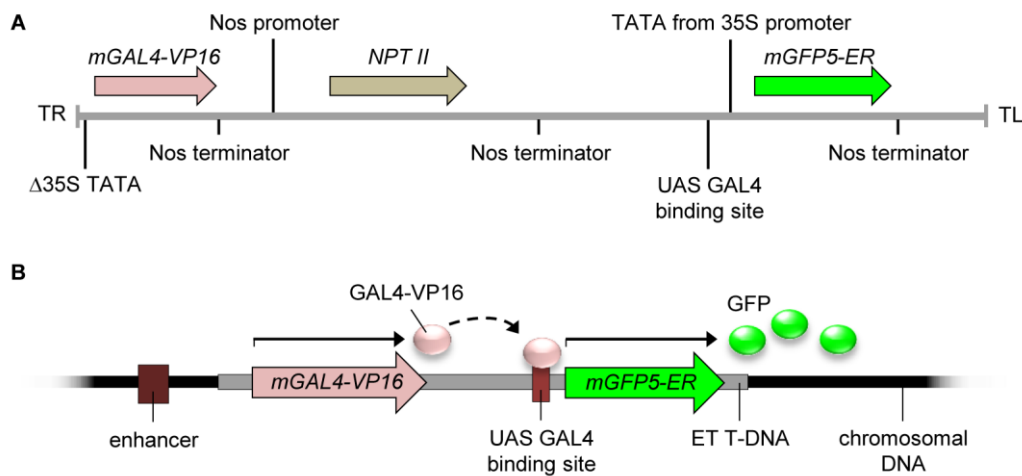 A
Nos promoter
TATA from 35S promoter
mGAL4-VP16
NPT II
mGFP5-ER
TR
TL
Nos terminator
Nos terminator
Nos terminator
Δ35S TATA
UAS GAL4
binding site
B
GAL4-VP16
GFP
mGAL4-VP16
mGFP5-ER
enhancer
UAS GAL4
binding site
ET T-DNA
chromosomal
DNA